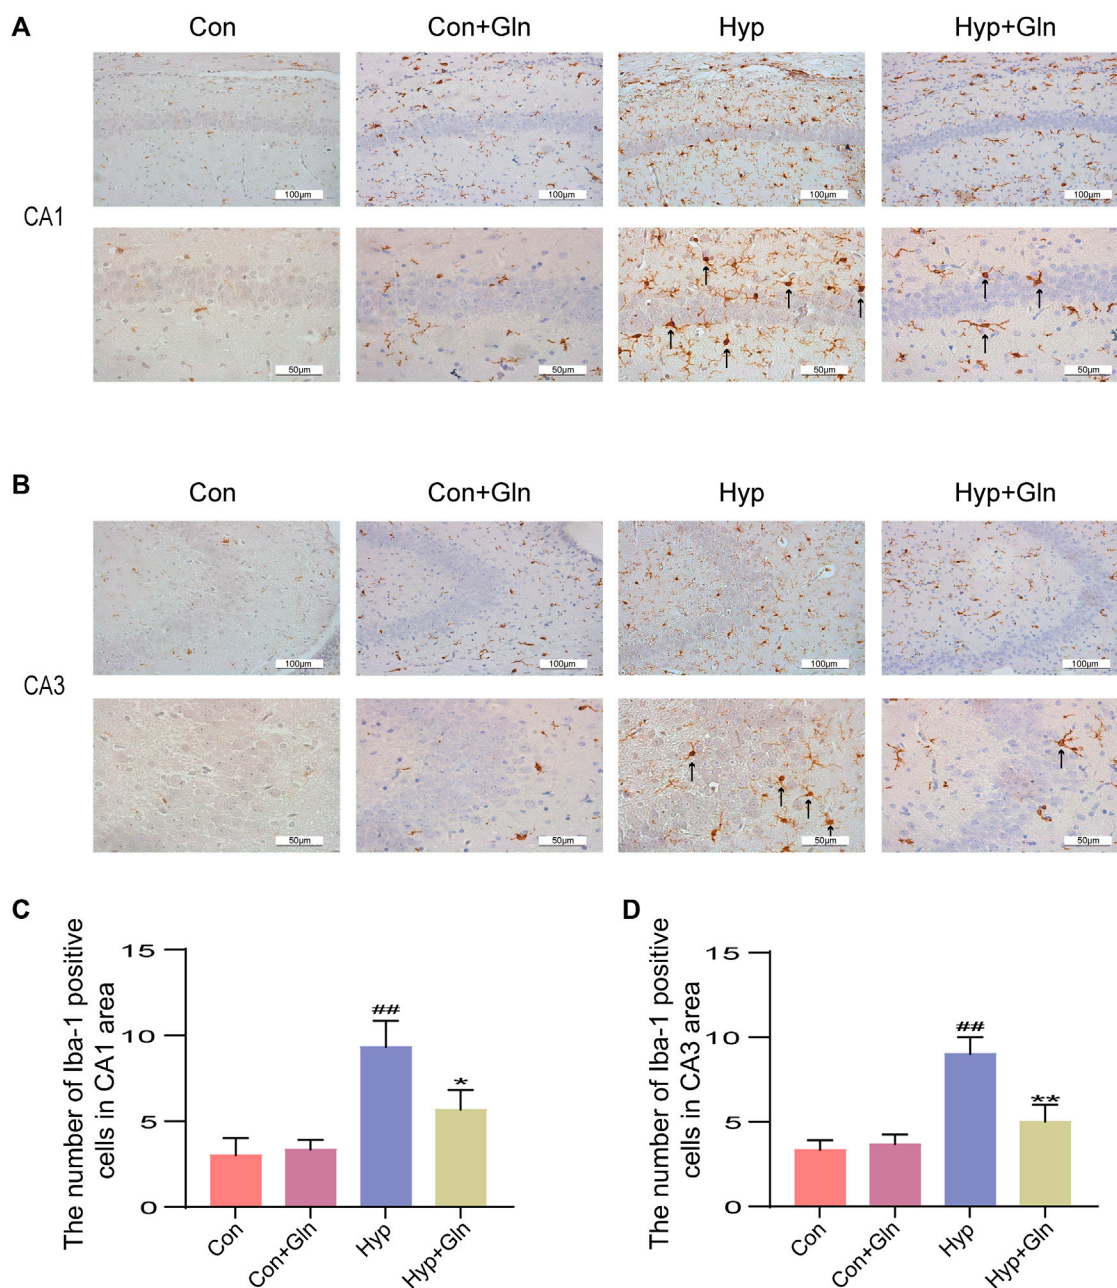 A
Con
Con+Gln
Hyp
Hyp+Gln
CA1
100μm
100μm
100μm
100μm
50μm
50μm
50μm
50μm
B
Con
Con+Gln
Hyp
Hyp+Gln
CA3
100μm
100μm
100μm
100μm
50μm
50μm
50μm
50μm
C
The number of Iba-1 positive
cells in CA1 area
15
10
5
0
##
*
Con
Con+Gln
Hyp
Hyp+Gln
D
The number of Iba-1 positive
cells in CA3 area
15
10
5
0
##
**
Con
Con+Gln
Hyp
Hyp+Gln